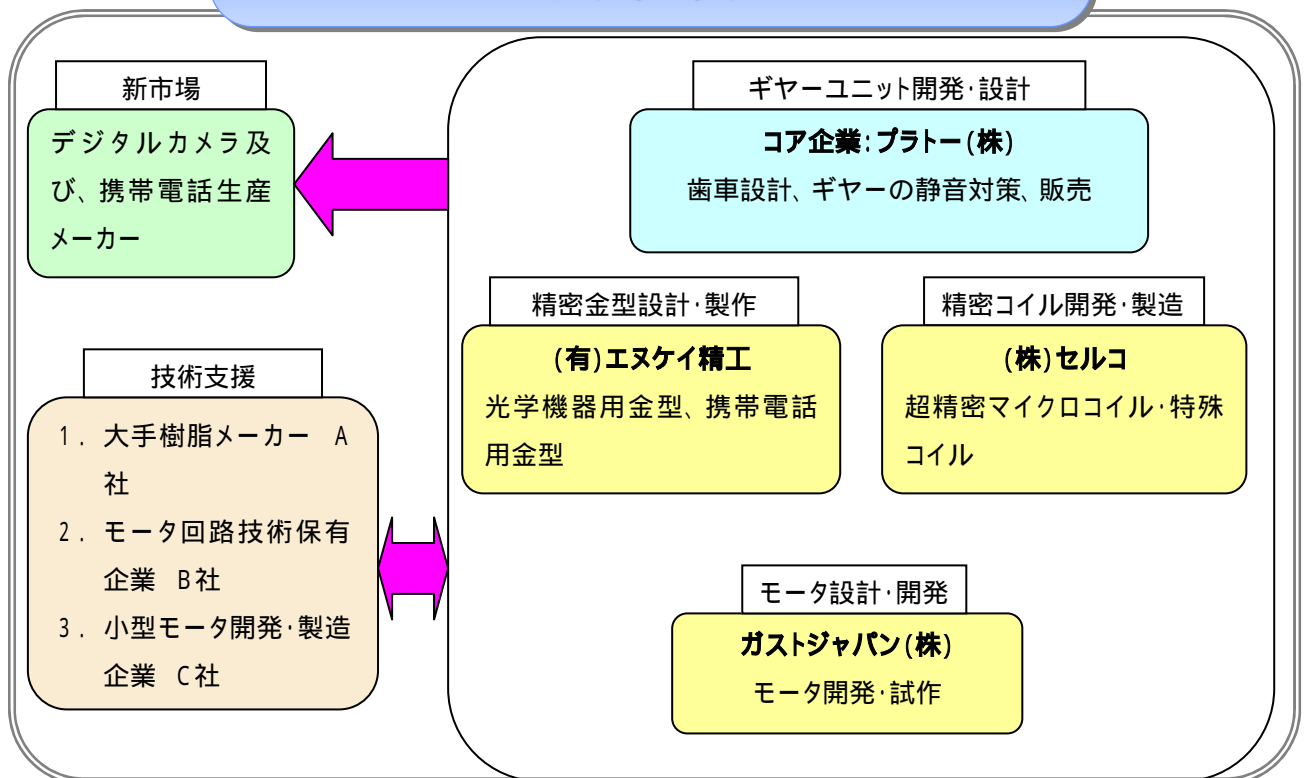 新市場
デジタルカメラ及
び、携帯電話生産
メーカー
ギヤーユニット開発・設計
コア企業：プラトー(株)
歯車設計、ギヤーの静音対策、販売
精密金型設計・製作
(有)エヌケイ精工
光学機器用金型、携帯電話
用金型
精密コイル開発・製造
(株)セルコ
超精密マイクロコイル・特殊
コイル
技術支援
1. 大手樹脂メーカー A
社
2. モータ回路技術保有
企業 B社
3. 小型モータ開発・製造
企業 C社
モータ設計・開発
ガストジャパン(株)
モータ開発・試作